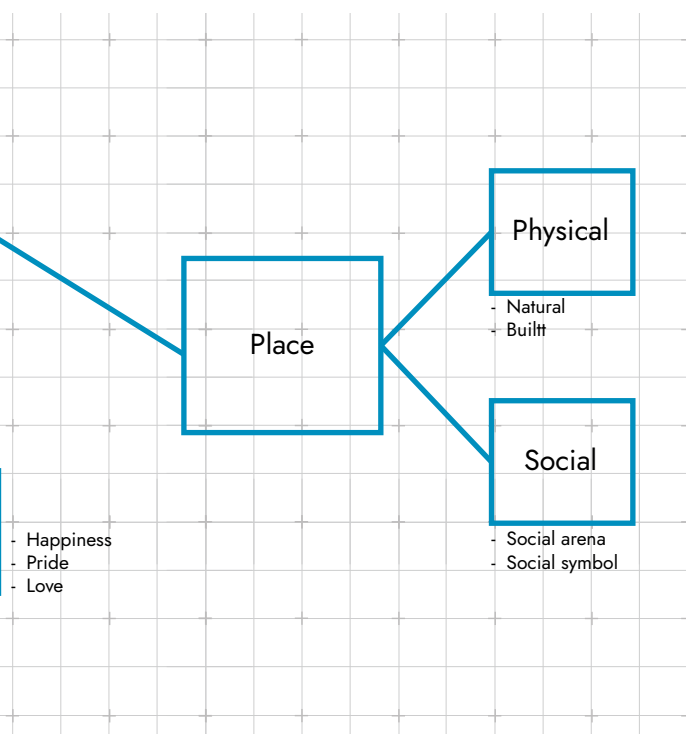 Physical
- Natural
- Builtt
Place
Social
- Social arena
- Social symbol
- Happiness
- Pride
- Love